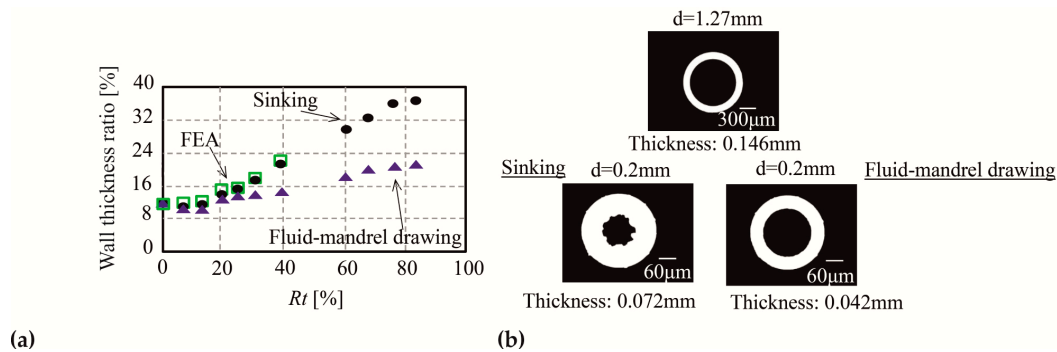 Wall thickness ratio [%]
40
32
24
16
8
0
0 20 40 60 80 100
Rt [%]
Sinking
FEA
Fluid-mandrel drawing
(a)
d=1.27mm
300µm
Thickness: 0.146mm
Sinking
d=0.2mm
60µm
Thickness: 0.072mm
Fluid-mandrel drawing
d=0.2mm
60µm
Thickness: 0.042mm
(b)